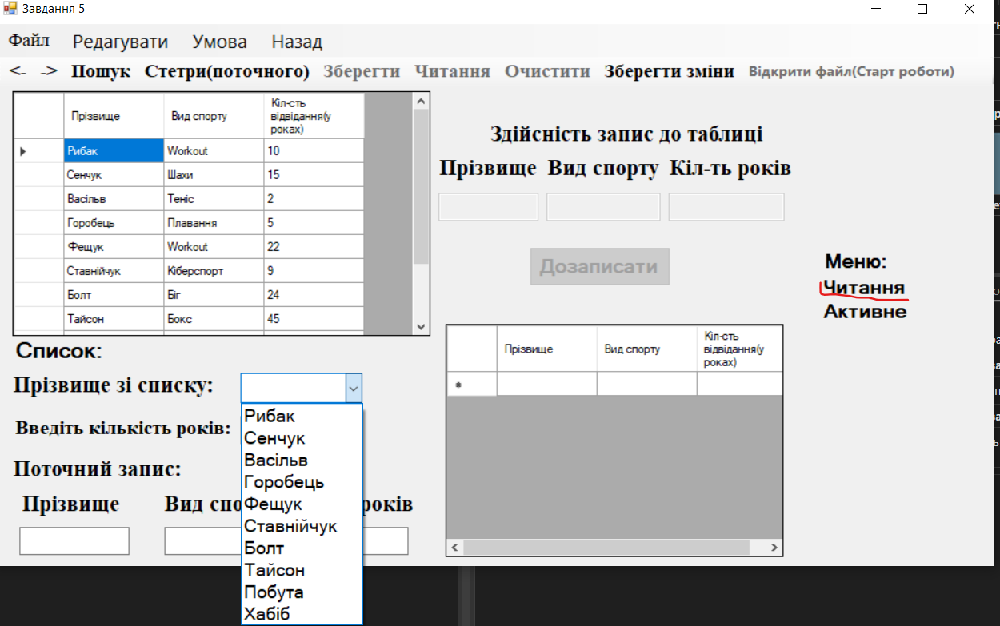 Завдання 5
Файл Редагувати Умова Назад
<- -> Пошук Стетри(поточного) Зберегти Читання Очистити Зберегти зміни Відкрити файл(Старт роботи)
Прізвище Вид спорту Кіл-сть відвідання(у роках)
Рибак Workout 10
Сенчук Шахи 15
Васільв Теніс 2
Горобець Плавання 5
Фещук Workout 22
Ставнійчук Кіберспорт 9
Болт Біг 24
Тайсон Бокс 45
Здійсність запис до таблиці
Прізвище Вид спорту Кіл-ть років
Дозаписати
Меню:
Читання
Активне
Список:
Прізвище зі списку:
Введіть кількість років:
Поточний запис:
Прізвище Вид спо років
Рибак
Сенчук
Васільв
Горобець
Фещук
Ставнійчук
Болт
Тайсон
Побута
Хабіб
Прізвище Вид спорту Кіл-сть відвідання(у роках)